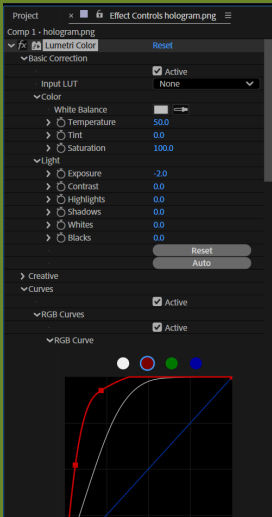 Project × Effect Controls hologram.png
Comp 1 • hologram.png
fx Lumetri Color Reset
Basic Correction
Active
Input LUT None
Color
White Balance
Temperature 50.0
Tint 0.0
Saturation 100.0
Light
Exposure -2.0
Contrast 0.0
Highlights 0.0
Shadows 0.0
Whites 0.0
Blacks 0.0
Reset
Auto
Creative
Curves
Active
RGB Curves
Active
RGB Curve